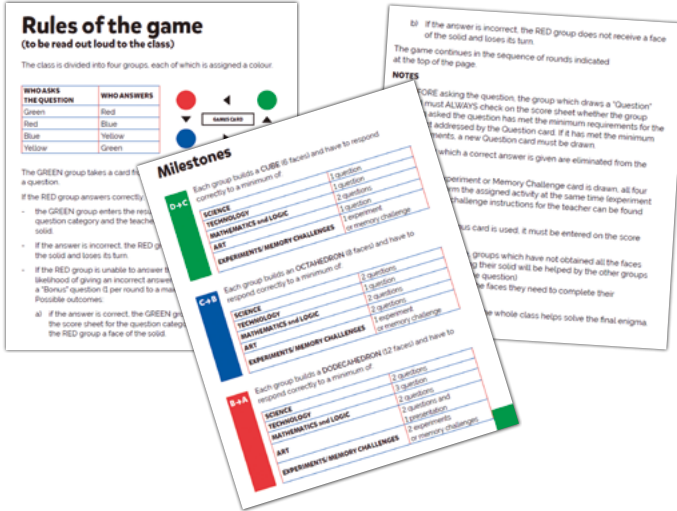 Rules of the game
(to be read out loud to the class)
The class is divided into four groups, each of which is assigned a colour.
WHO ASKS
THE QUESTION
WHO ANSWERS
Green
Red
Red
Blue
Blue
Yellow
Yellow
Green
GAMES CARD
The GREEN group takes a card
a question.
If the RED group answers correctly
- the GREEN group enters the
question category and the teache
solid.
- If the answer is incorrect, the RED
the solid and loses its turn.
- If the RED group is unable to answer
likelihood of giving an incorrect answer
a "Bonus" question (1 per round to a
Possible outcomes:
a) if the answer is correct, the GREEN
the score sheet for the question
the RED group a face of the solid.
b) If the answer is incorrect, the RED group does not receive a face
of the solid and loses its turn.
The game continues in the sequence of rounds indicated
at the top of the page.
NOTES
asking the question, the group which draws a "Question"
must ALWAYS check on the score sheet whether the group
asked the question has met the minimum requirements for the
addressed by the Question card. If it has met the minimum
a new Question card must be drawn.
which a correct answer is given are eliminated from the
or Memory Challenge card is drawn, all four
the assigned activity at the same time (experiment
instructions for the teacher can be found
card is used, it must be entered on the score
groups which have not obtained all the faces
their solid will be helped by the other groups
the question)
the faces they need to complete their
the whole class helps solve the final enigma.
Milestones
D→C
Each group builds a CUBE (6 faces) and have to respond
correctly to a minimum of:
SCIENCE
1 question
TECHNOLOGY
1 question
MATHEMATICS and LOGIC
2 questions
ART
1 question
EXPERIMENTS/MEMORY CHALLENGES
1 experiment
or memory challenge
C→B
Each group builds an OCTAHEDRON (8 faces) and have to
respond correctly to a minimum of:
SCIENCE
2 questions
TECHNOLOGY
1 question
MATHEMATICS and LOGIC
2 questions
ART
2 questions
EXPERIMENTS/MEMORY CHALLENGES
1 experiment
or memory challenge
B→A
Each group builds a DODECAHEDRON (12 faces) and have to
respond correctly to a minimum of:
SCIENCE
2 questions
TECHNOLOGY
3 question
MATHEMATICS and LOGIC
2 questions
ART
2 questions and
1 presentation
EXPERIMENTS/MEMORY CHALLENGES
2 experiments
or memory challenges